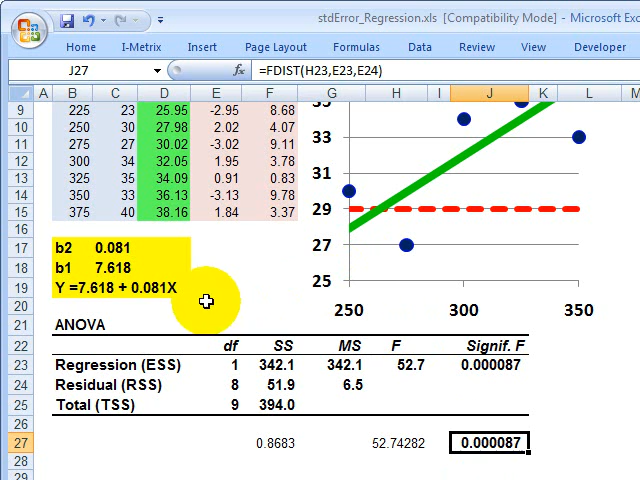 stdError_Regression.xls [Compatibility Mode] - Microsoft Exc
Home I-Metrix Insert Page Layout Formulas Data Review View Developer
J27 fx =FDIST(H23,E23,E24)
A B C D E F G H I J K L M
9 225 23 25.95 -2.95 8.68
10 250 30 27.98 2.02 4.07
11 275 27 30.02 -3.02 9.11
12 300 34 32.05 1.95 3.78
13 325 35 34.09 0.91 0.83
14 350 33 36.13 -3.13 9.78
15 375 40 38.16 1.84 3.37
16
17 b2 0.081
18 b1 7.618
19 Y =7.618 + 0.081X
20
35
33
31
29
27
25
250 300 350
21 ANOVA
22 df SS MS F Signif. F
23 Regression (ESS) 1 342.1 342.1 52.7 0.000087
24 Residual (RSS) 8 51.9 6.5
25 Total (TSS) 9 394.0
26
27 0.8683 52.74282 0.000087
28
29